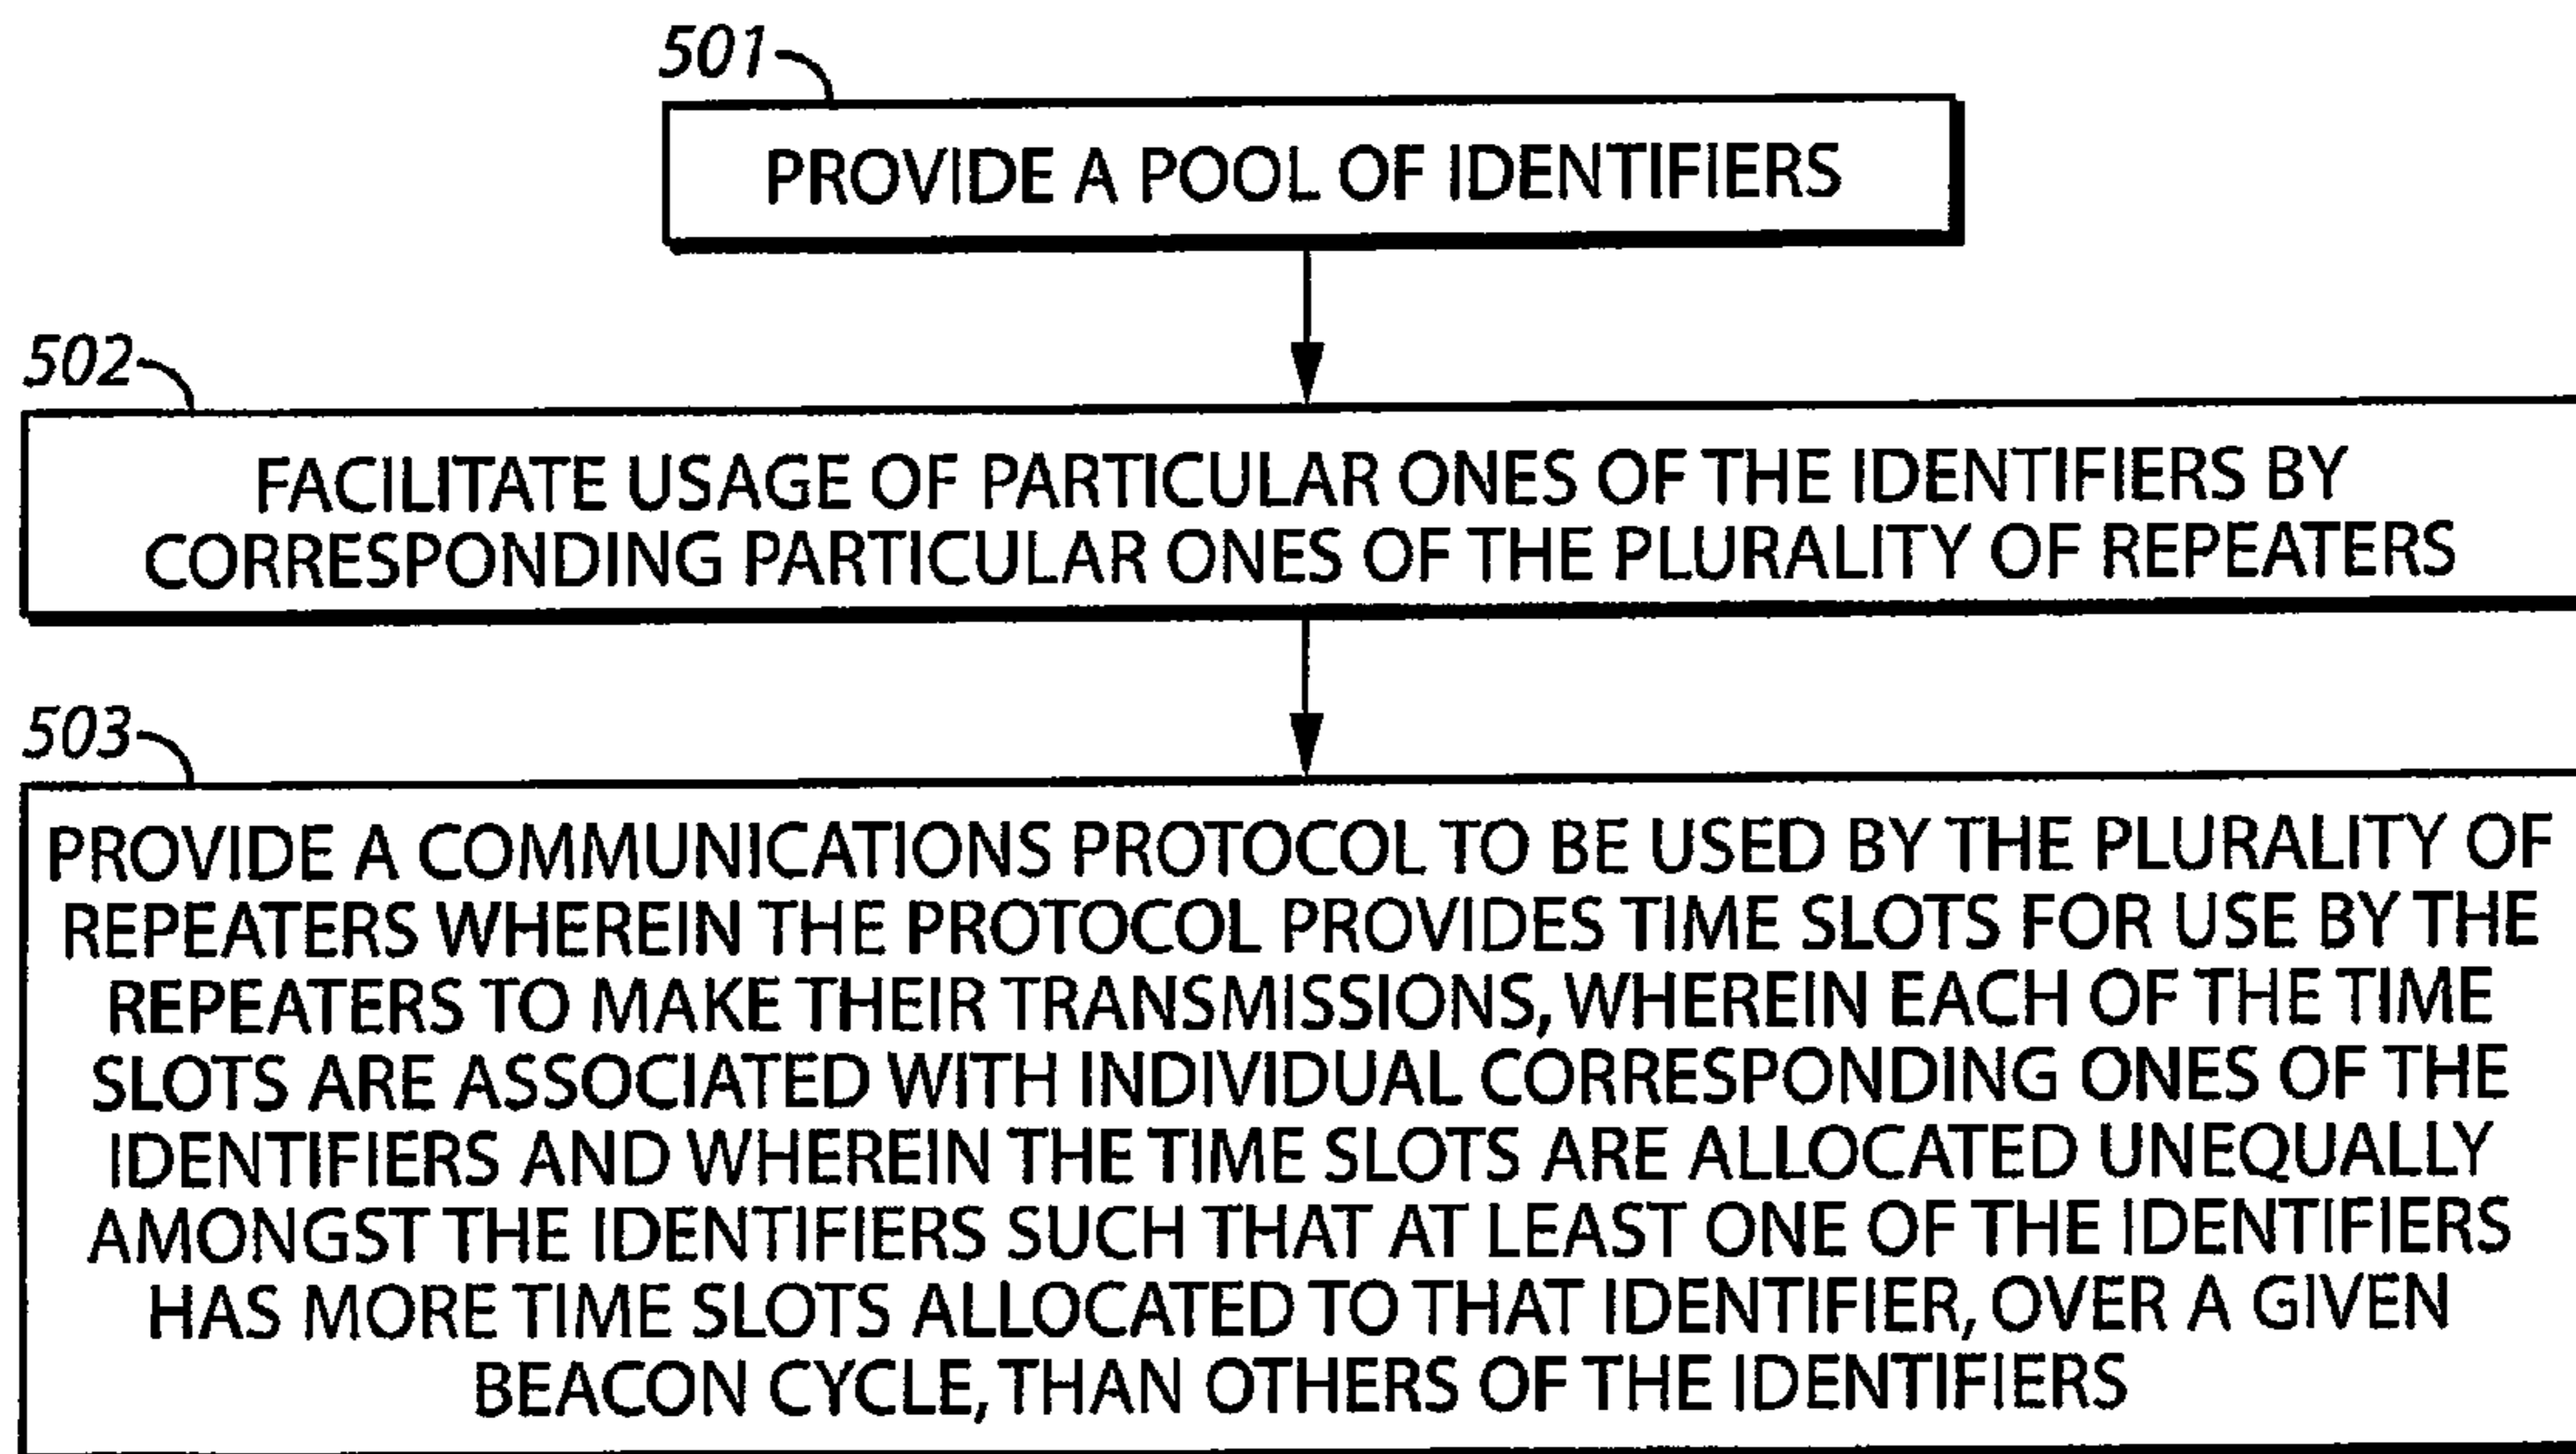 501
PROVIDE A POOL OF IDENTIFIERS
502
FACILITATE USAGE OF PARTICULAR ONES OF THE IDENTIFIERS BY
CORRESPONDING PARTICULAR ONES OF THE PLURALITY OF REPEATERS
503
PROVIDE A COMMUNICATIONS PROTOCOL TO BE USED BY THE PLURALITY OF
REPEATERS WHEREIN THE PROTOCOL PROVIDES TIME SLOTS FOR USE BY THE
REPEATERS TO MAKE THEIR TRANSMISSIONS, WHEREIN EACH OF THE TIME
SLOTS ARE ASSOCIATED WITH INDIVIDUAL CORRESPONDING ONES OF THE
IDENTIFIERS AND WHEREIN THE TIME SLOTS ARE ALLOCATED UNEQUALLY
AMONGST THE IDENTIFIERS SUCH THAT AT LEAST ONE OF THE IDENTIFIERS
HAS MORE TIME SLOTS ALLOCATED TO THAT IDENTIFIER, OVER A GIVEN
BEACON CYCLE, THAN OTHERS OF THE IDENTIFIERS